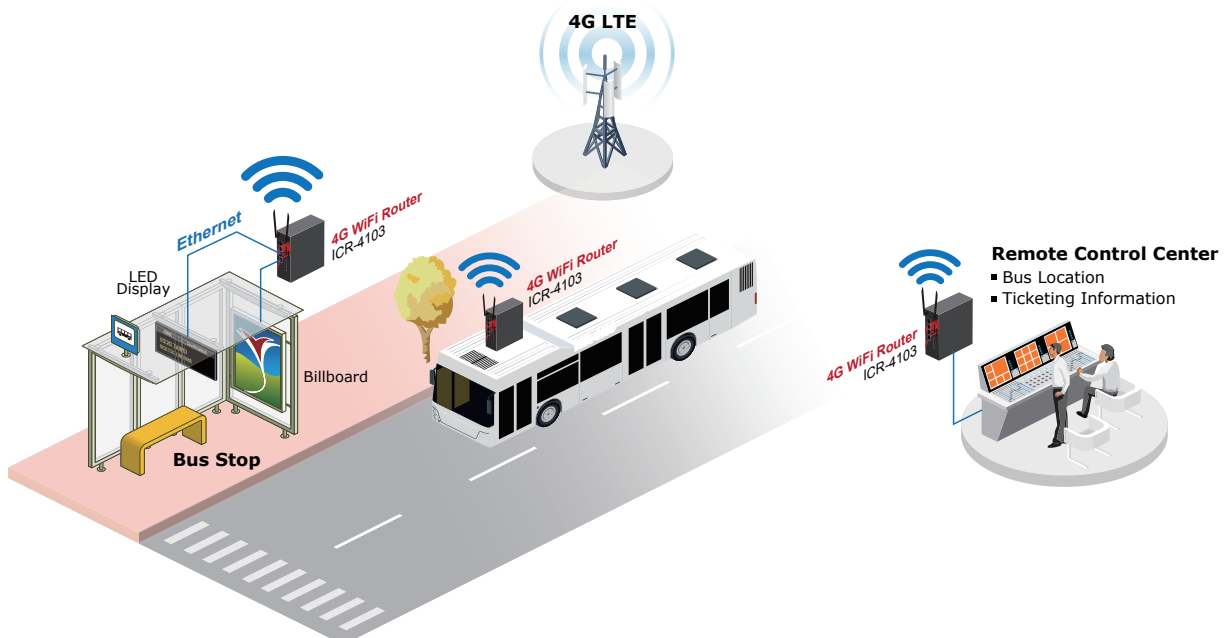 4G LTE
Ethernet
4G WiFi Router
ICR-4103
LED
Display
Billboard
Bus Stop
4G WiFi Router
ICR-4103
4G WiFi Router
ICR-4103
Remote Control Center
▪ Bus Location
▪ Ticketing Information